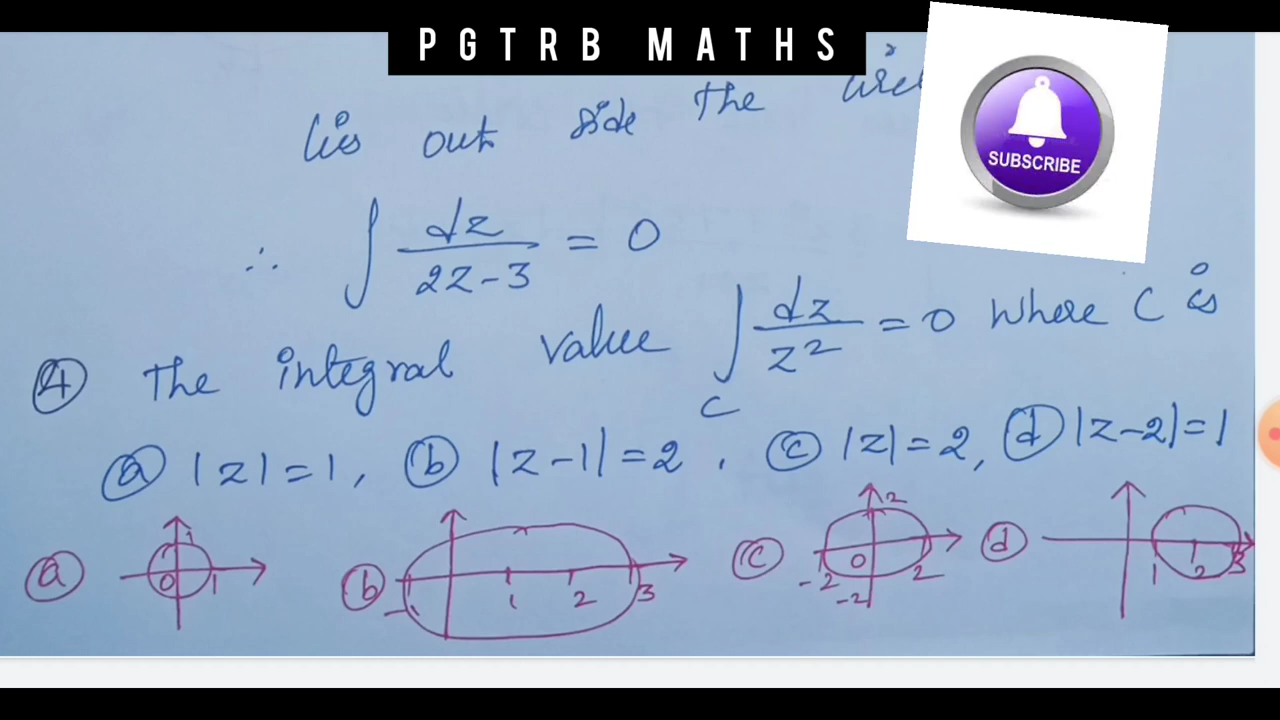 PGTRB MATHS
SUBSCRIBE
lies out side the
∴ ∫ dz/2z-3 = 0
④ The integral value ∫_C dz/z² = 0 where C is
ⓐ |z|=1, ⓑ |z-1|=2, ⓒ |z|=2, ⓓ |z-2|=1
ⓐ 0 1 1
ⓑ 1 2 3
ⓒ 2 0 -2 2 -2
ⓓ 1 2 3